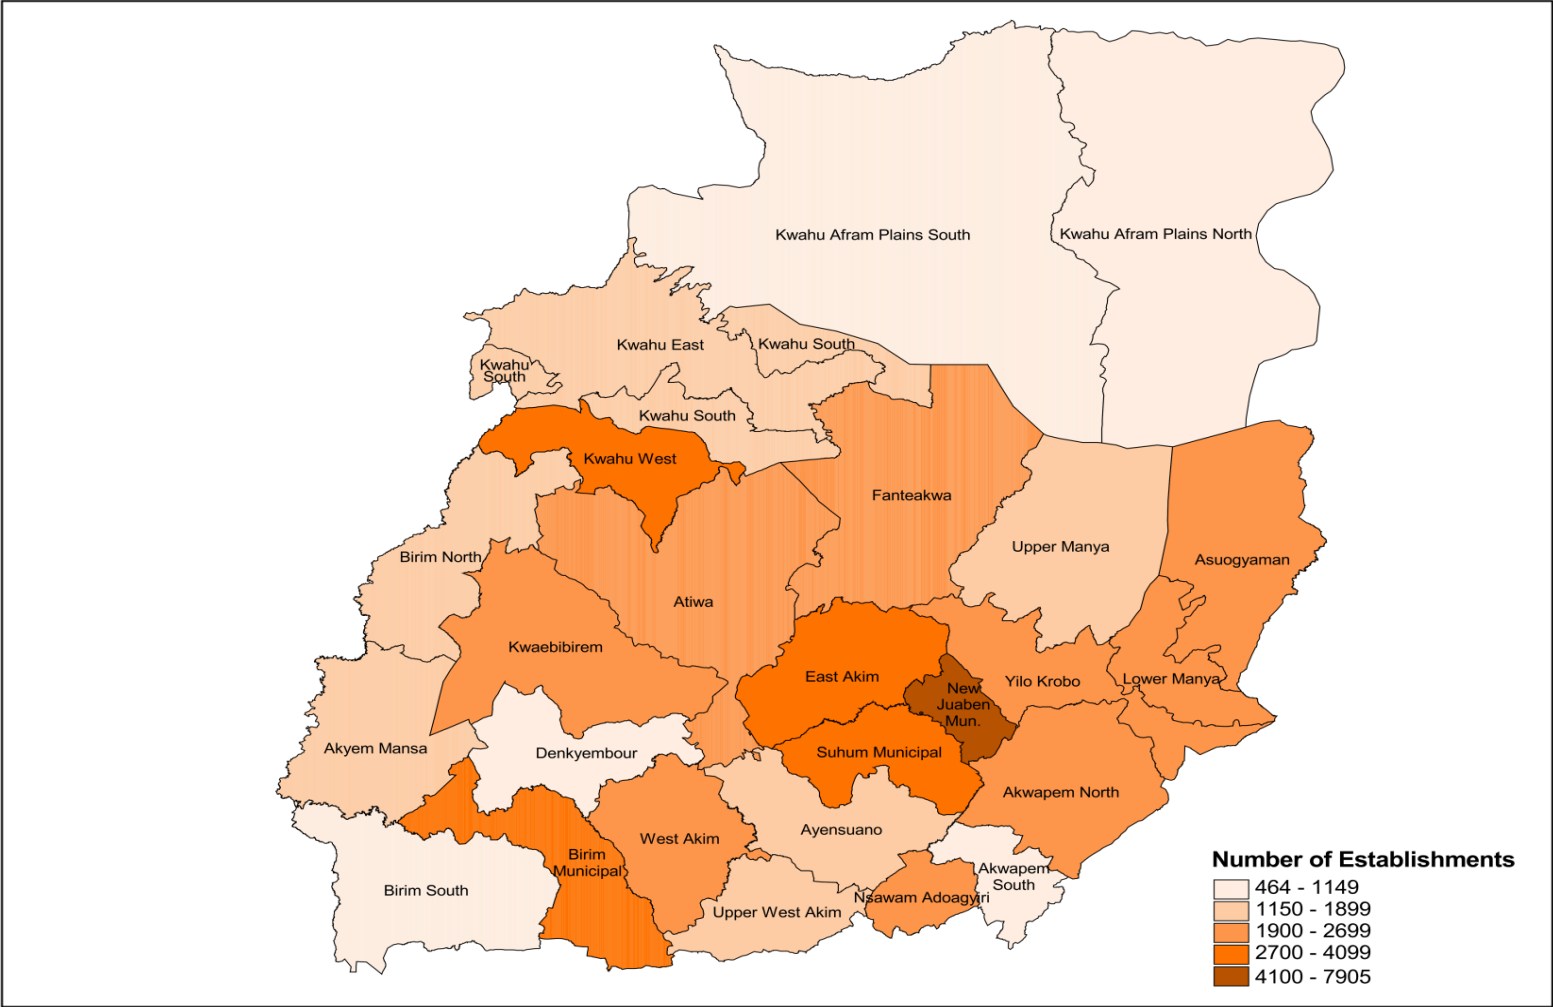 Kwahu Afram Plains South
Kwahu Afram Plains North
Kwahu East
Kwahu South
Kwahu
South
Kwahu South
Kwahu West
Fanteakwa
Upper Manya
Birim North
Asuogyaman
Atiwa
Kwaebibirem
East Akim
New
Juaben
Mun.
Yilo Krobo
Lower Manya
Akyem Mansa
Denkyembour
Suhum Municipal
Akwapem North
Ayensuano
West Akim
Birim
Municipal
Birim South
Akwapem
South
Nsawam Adoagyiri
Upper West Akim
Number of Establishments
464 - 1149
1150 - 1899
1900 - 2699
2700 - 4099
4100 - 7905